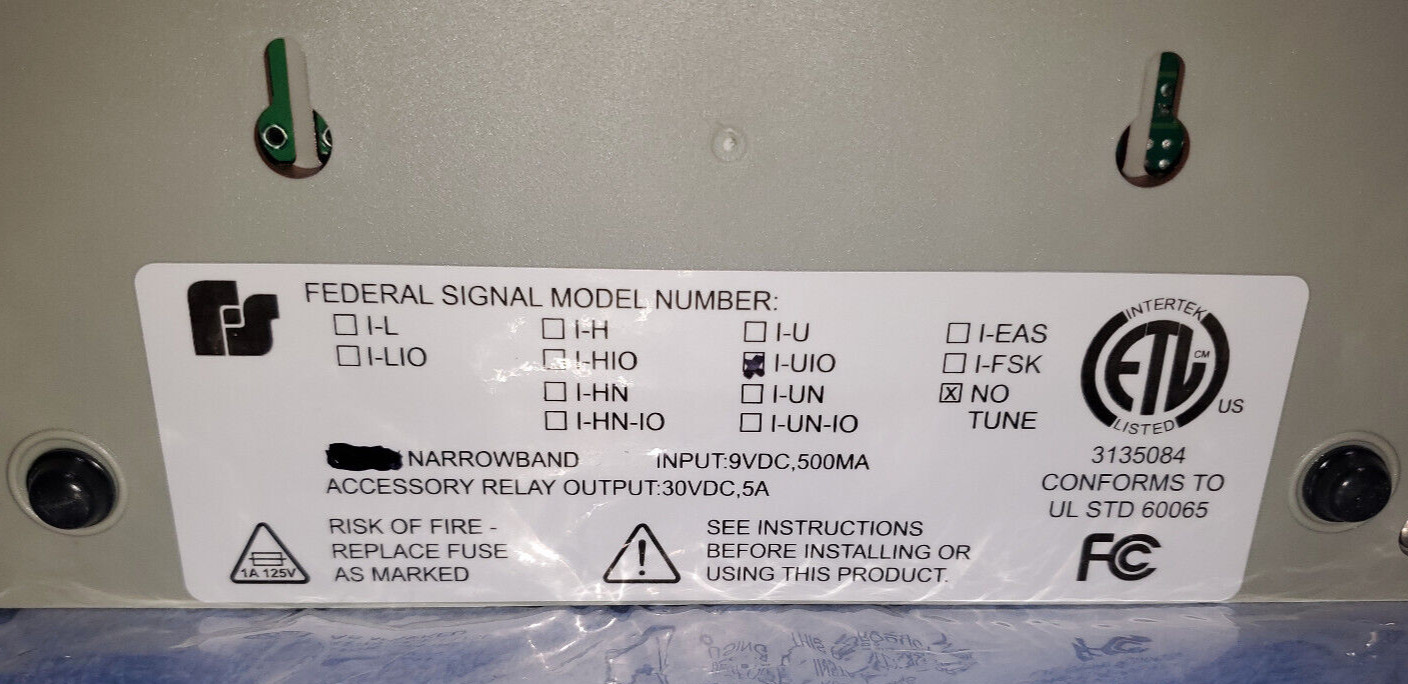 FEDERAL SIGNAL MODEL NUMBER:
☐ I-L ☐ I-H ☐ I-U ☐ I-EAS
☐ I-LIO ☐ I-HIO I-UIO ☐ I-FSK
☐ I-HN ☐ I-UN ☒ NO
☐ I-HN-IO ☐ I-UN-IO TUNE
NARROWBAND INPUT:9VDC,500MA
ACCESSORY RELAY OUTPUT:30VDC,5A
RISK OF FIRE -
REPLACE FUSE
AS MARKED
1A 125V
!
SEE INSTRUCTIONS
BEFORE INSTALLING OR
USING THIS PRODUCT.
INTERTEK
ETL CM
US
LISTED
3135084
CONFORMS TO
UL STD 60065
FC